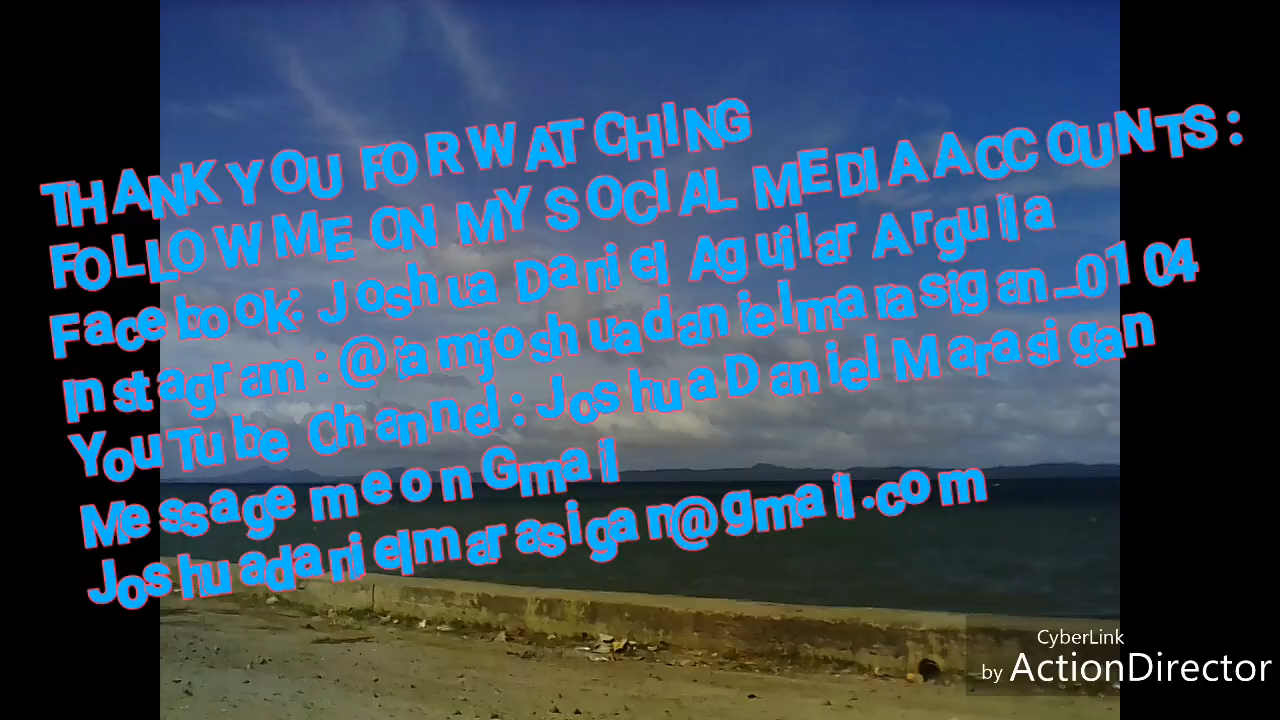 THANK YOU FOR WATCHING
FOLLOW ME ON MY SOCIAL MEDIA ACCOUNTS :
Facebook: Joshua Daniel Aguilar Argulla
Instagram : @iamjoshuadanielmarasigan_0104
YouTube Channel : Joshua Daniel Marasigan
Message me on Gmail
Joshuadanielmarasigan@gmail.com
CyberLink
by ActionDirector